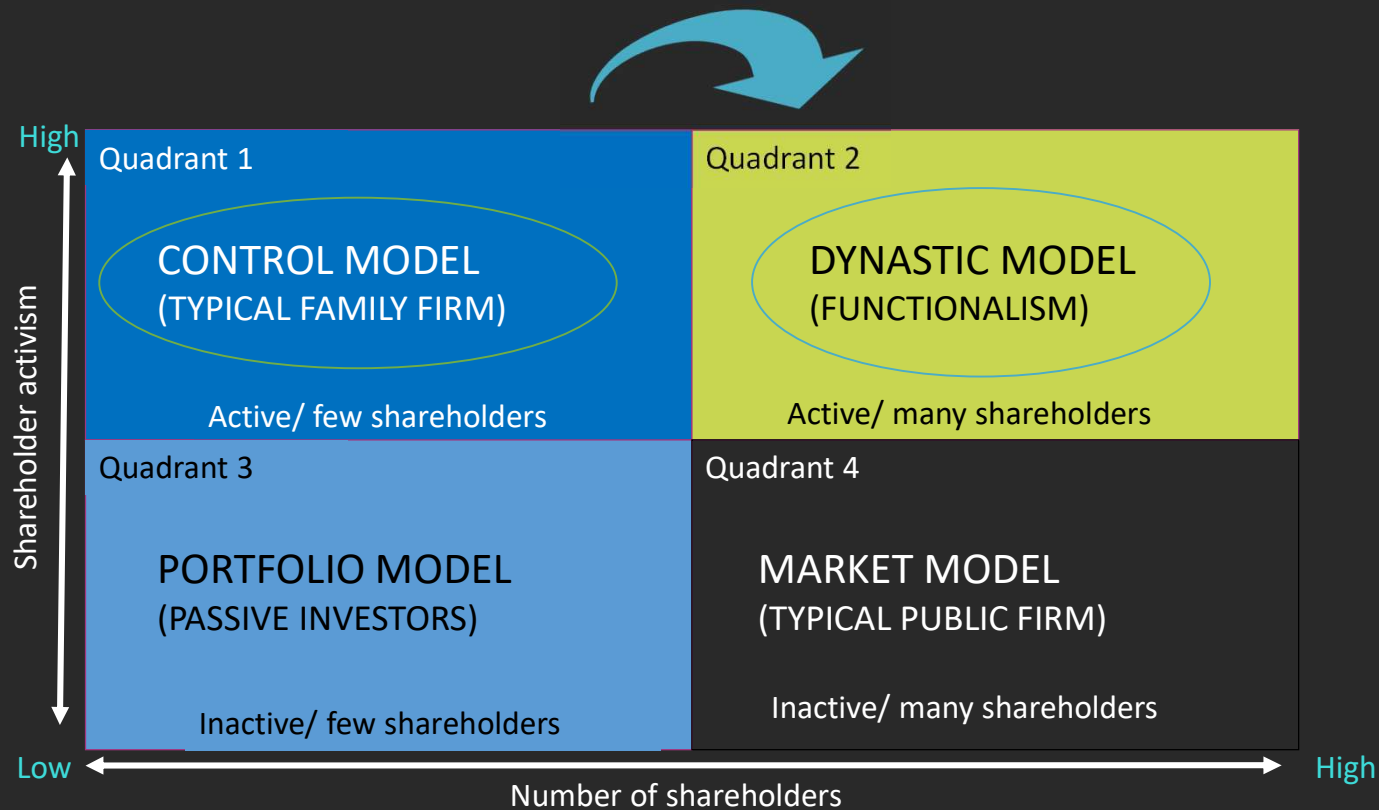 High
Quadrant 1
Quadrant 2
CONTROL MODEL
(TYPICAL FAMILY FIRM)
DYNASTIC MODEL
(FUNCTIONALISM)
Active/ few shareholders
Active/ many shareholders
Shareholder activism
Quadrant 3
Quadrant 4
PORTFOLIO MODEL
(PASSIVE INVESTORS)
MARKET MODEL
(TYPICAL PUBLIC FIRM)
Inactive/ few shareholders
Inactive/ many shareholders
Low
High
Number of shareholders